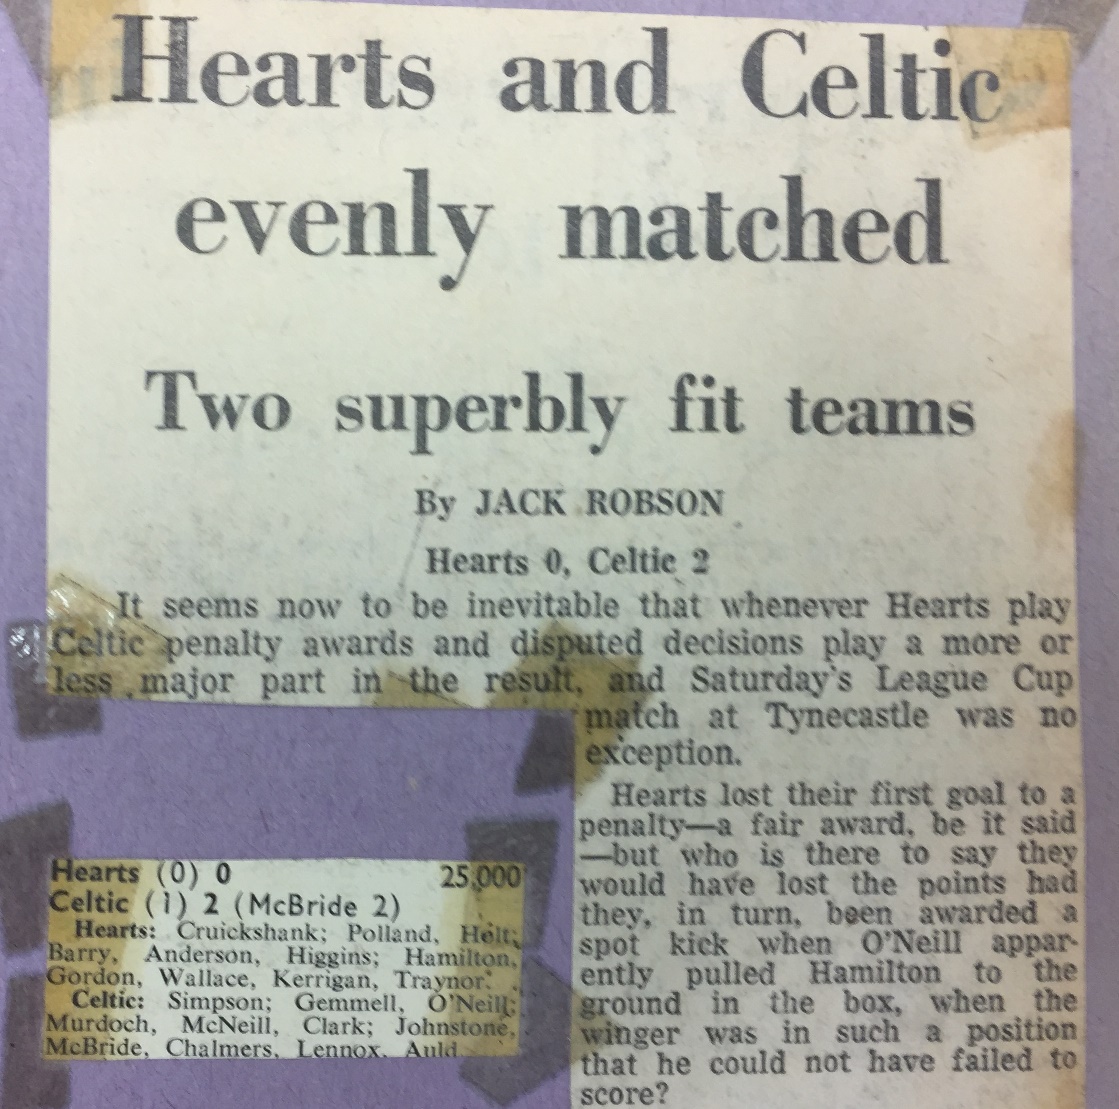 Hearts and Celtic
evenly matched
Two superbly fit teams
By JACK ROBSON
Hearts 0, Celtic 2
It seems now to be inevitable that whenever Hearts play
Celtic penalty awards and disputed decisions play a more or
less major part in the result, and Saturday's League Cup
match at Tynecastle was no
exception.
Hearts lost their first goal to a
penalty—a fair award, be it said
—but who is there to say they
would have lost the points had
they, in turn, been awarded a
spot kick when O'Neill appar-
ently pulled Hamilton to the
ground in the box, when the
winger was in such a position
that he could not have failed to
score?
Hearts (0) 0 25,000
Celtic (1) 2 (McBride 2)
Hearts: Cruickshank; Polland, Holt;
Barry, Anderson, Higgins; Hamilton,
Gordon, Wallace, Kerrigan, Traynor.
Celtic: Simpson; Gemmell, O'Neill;
Murdoch, McNeill, Clark; Johnstone,
McBride, Chalmers, Lennox, Auld